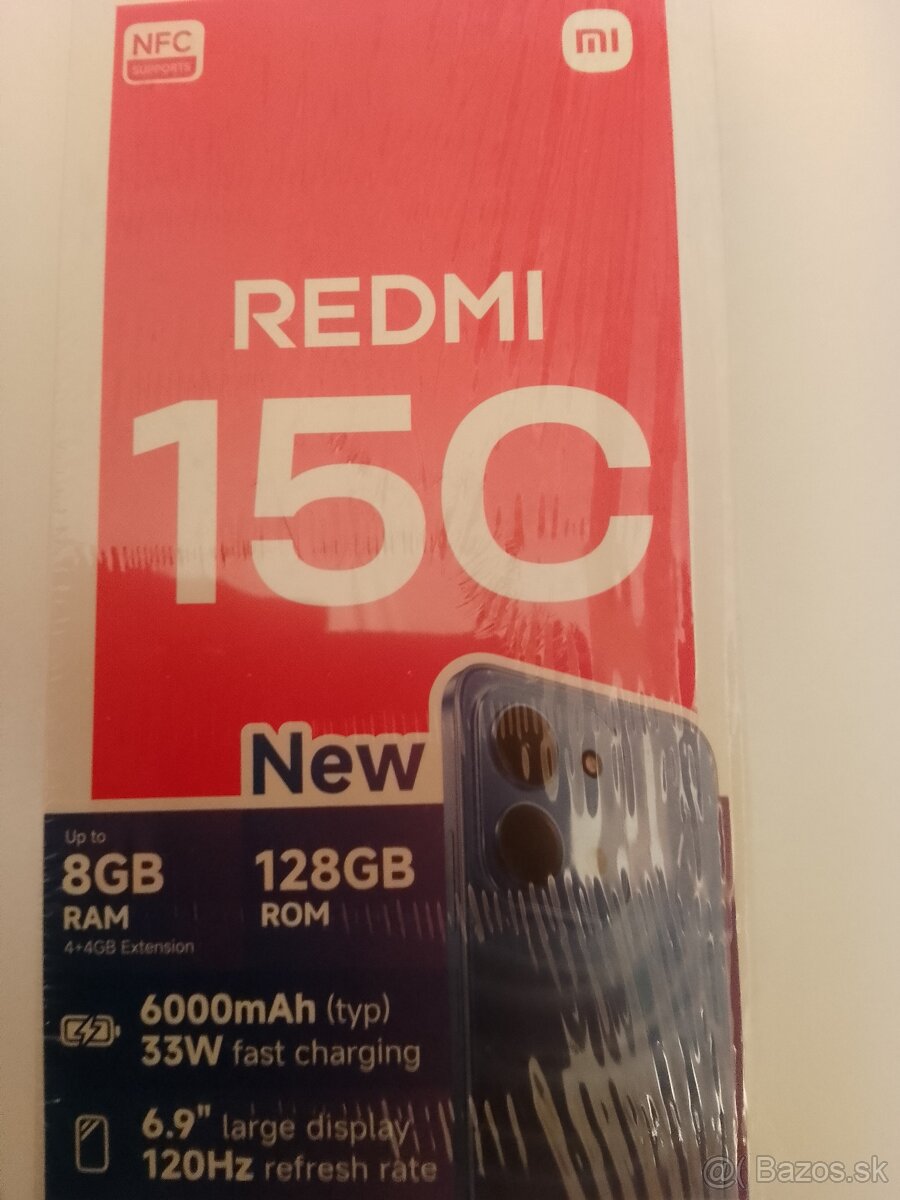 NFC
SUPPORTS
mi
REDMI
15C
New
Up to
8GB 128GB
RAM ROM
4+4GB Extension
6000mAh (typ)
33W fast charging
6.9" large display
120Hz refresh rate
@ Bazos.sk